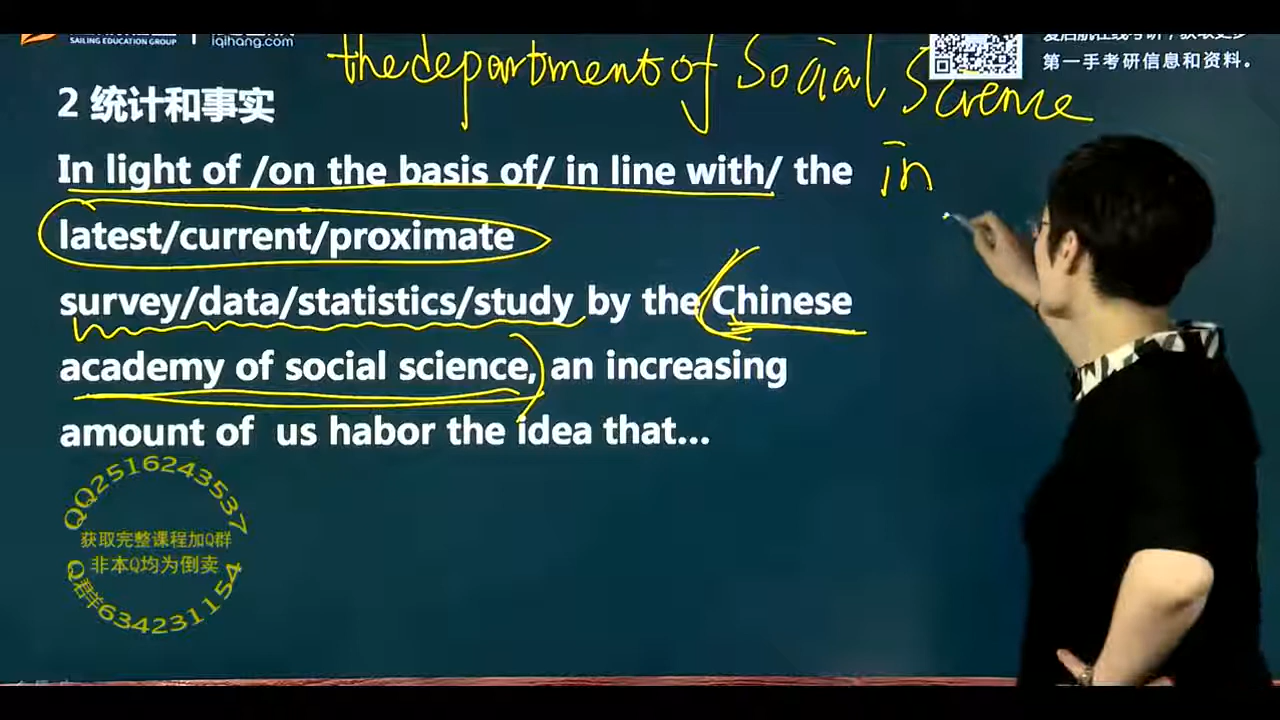 SAILING EDUCATION GROUP
iqihang.com
第一手考研信息和资料。
the department of Social Science
in
2 统计和事实
In light of /on the basis of/ in line with/ the
latest/current/proximate
survey/data/statistics/study by the Chinese
academy of social science, an increasing
amount of us habor the idea that...
QQ2516243537
获取完整课程加Q群
非本Q均为倒卖
Q群634231154